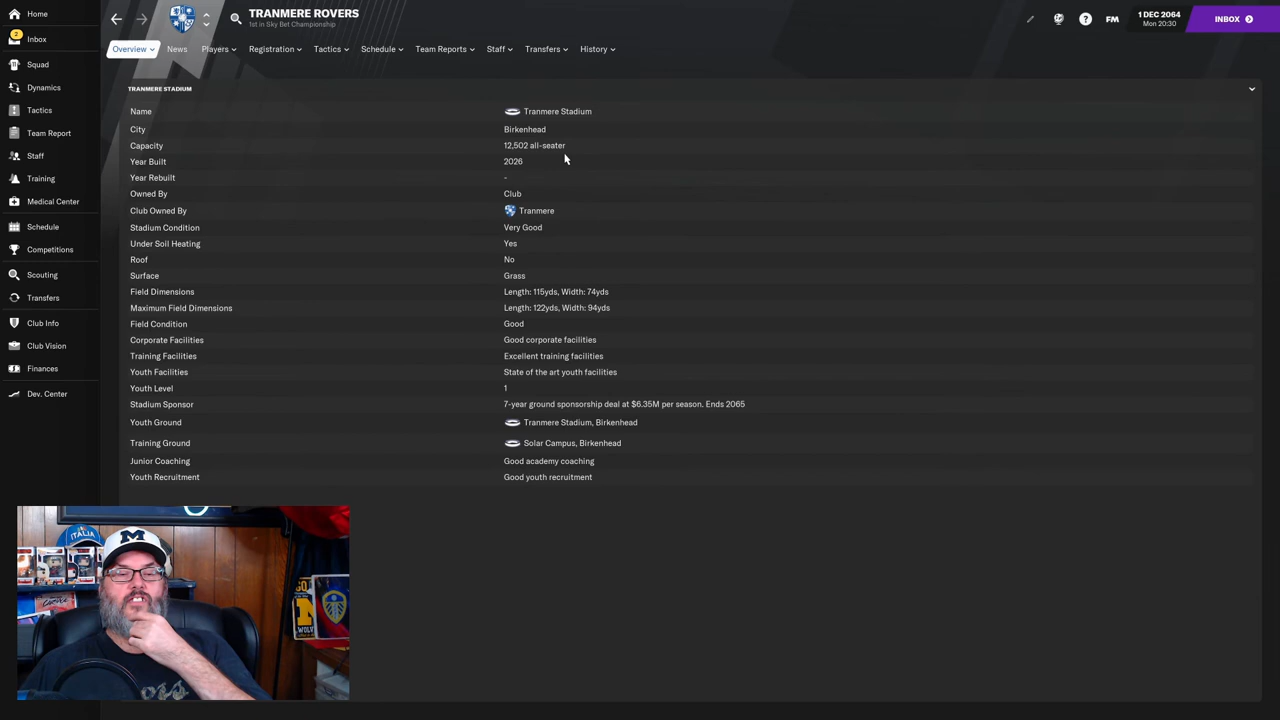 Home
2
Inbox
Squad
Dynamics
Tactics
Team Report
Staff
Training
Medical Center
Schedule
Competitions
Scouting
Transfers
Club Info
Club Vision
Finances
Dev. Center
TRANMERE ROVERS
1st in Sky Bet Championship
?
FM
1 DEC 2064
Mon 20:30
INBOX
Overview
News
Players
Registration
Tactics
Schedule
Team Reports
Staff
Transfers
History
TRANMERE STADIUM
Name Tranmere Stadium
City Birkenhead
Capacity 12,502 all-seater
Year Built 2026
Year Rebuilt -
Owned By Club
Club Owned By Tranmere
Stadium Condition Very Good
Under Soil Heating Yes
Roof No
Surface Grass
Field Dimensions Length: 115yds, Width: 74yds
Maximum Field Dimensions Length: 122yds, Width: 94yds
Field Condition Good
Corporate Facilities Good corporate facilities
Training Facilities Excellent training facilities
Youth Facilities State of the art youth facilities
Youth Level 1
Stadium Sponsor 7-year ground sponsorship deal at $6.35M per season. Ends 2065
Youth Ground Tranmere Stadium, Birkenhead
Training Ground Solar Campus, Birkenhead
Junior Coaching Good academy coaching
Youth Recruitment Good youth recruitment
ITALIA
M
GO
M